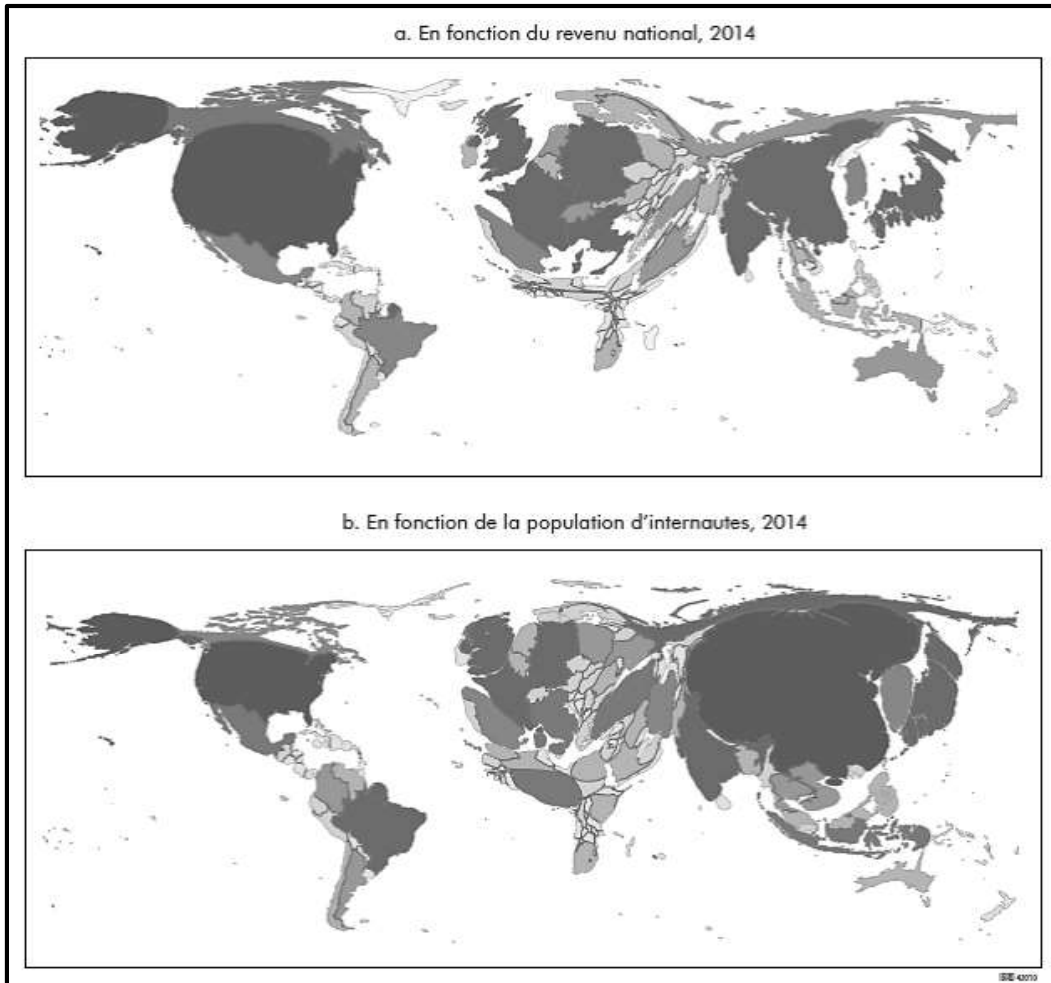 a. En fonction du revenu national, 2014
b. En fonction de la population d'internautes, 2014